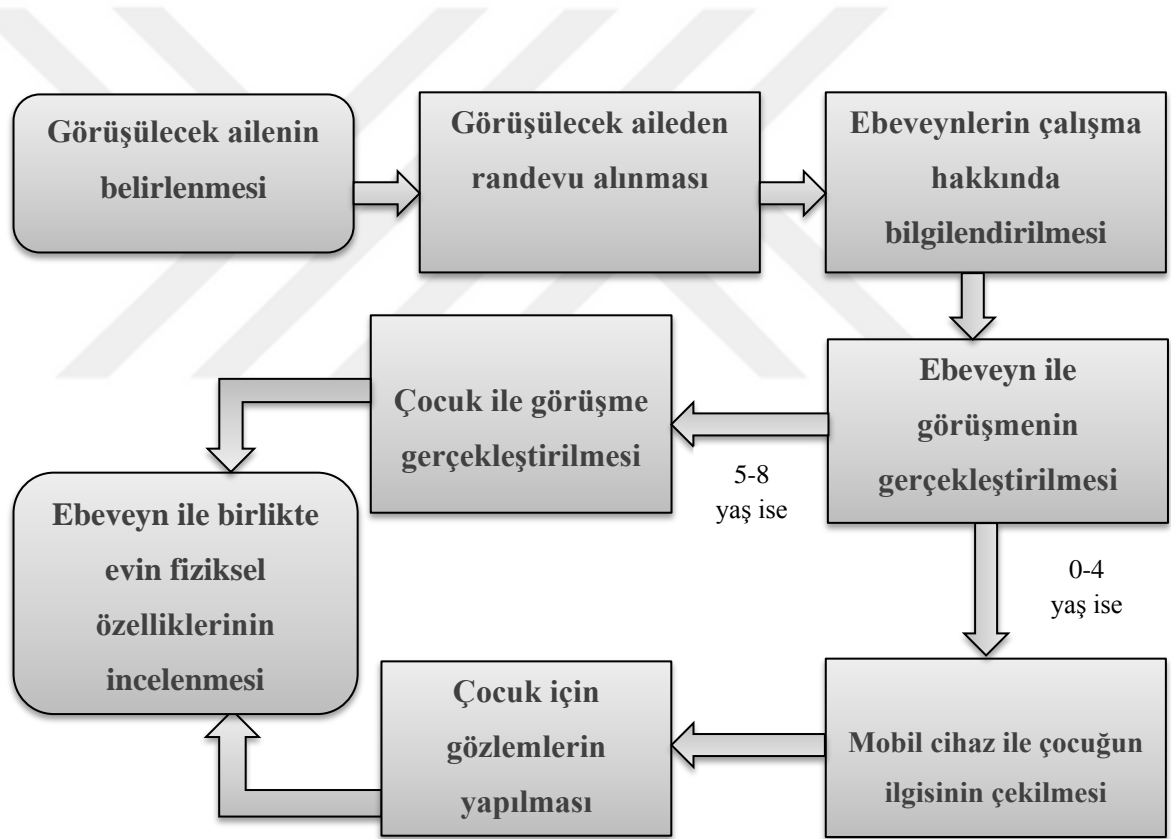 Görüşülecek ailenin
belirlenmesi
Görüşülecek aileden
randevu alınması
Ebeveynlerin çalışma
hakkında
bilgilendirilmesi
Ebeveyn ile
görüşmenin
gerçekleştirilmesi
5-8
yaş ise
Çocuk ile görüşme
gerçekleştirilmesi
0-4
yaş ise
Mobil cihaz ile çocuğun
ilgisinin çekilmesi
Çocuk için
gözlemlerin
yapılması
Ebeveyn ile birlikte
evin fiziksel
özelliklerinin
incelenmesi